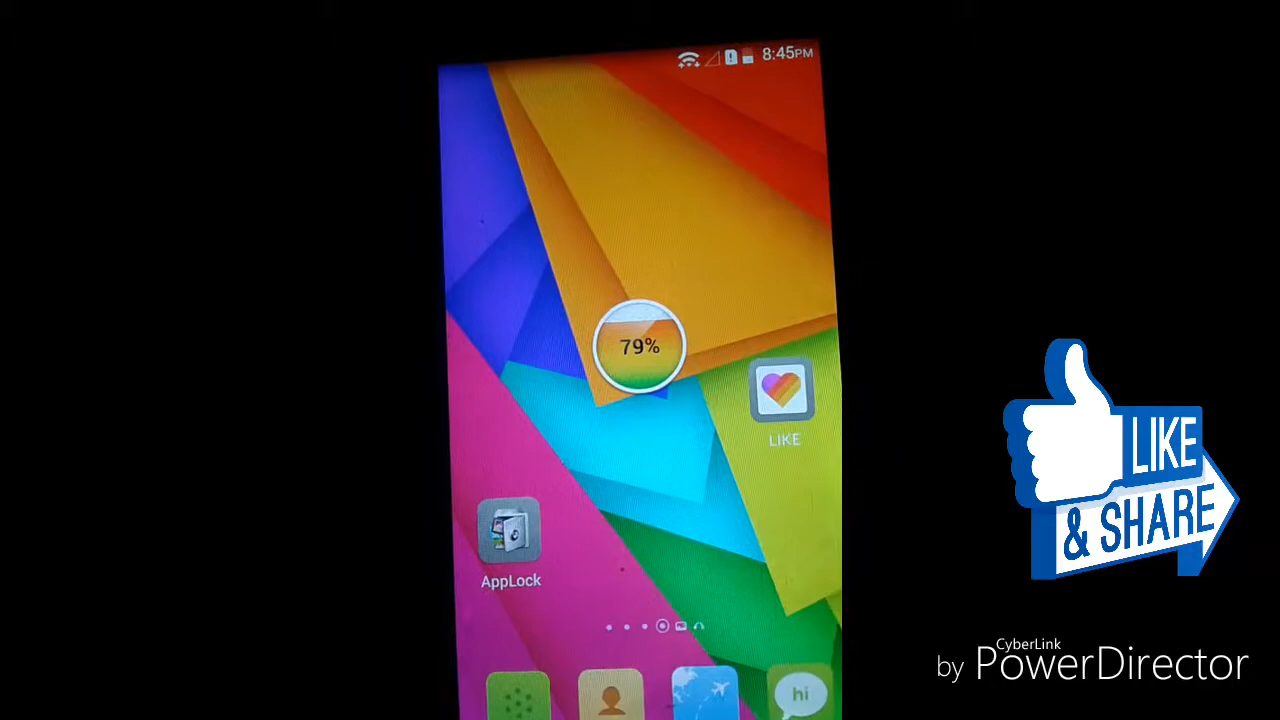 8:45PM
79%
LIKE
AppLock
hi
LIKE
& SHARE
CyberLink
by PowerDirector